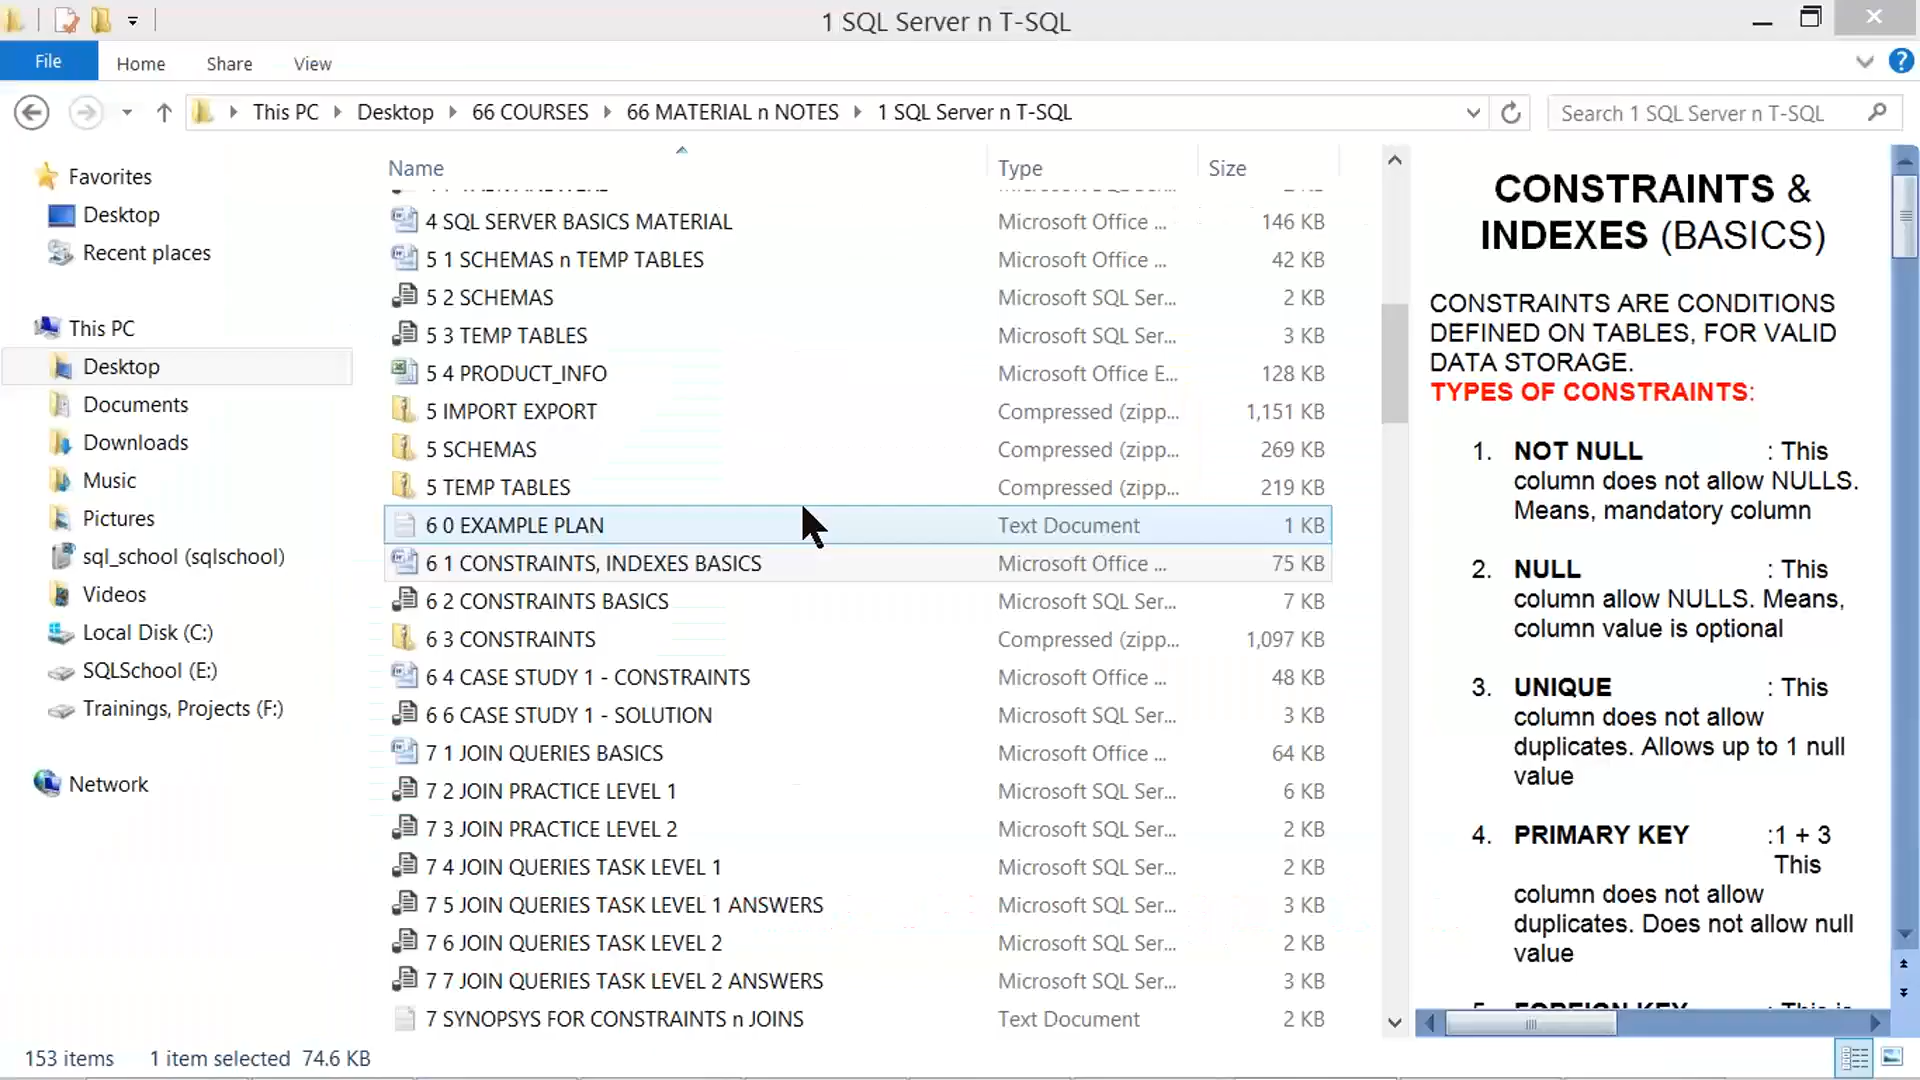 1 SQL Server n T-SQL
File
Home
Share
View
This PC
Desktop
66 COURSES
66 MATERIAL n NOTES
1 SQL Server n T-SQL
Search 1 SQL Server n T-SQL
Favorites
Desktop
Recent places
This PC
Desktop
Documents
Downloads
Music
Pictures
sql_school (sqlschool)
Videos
Local Disk (C:)
SQLSchool (E:)
Trainings, Projects (F:)
Network
Name Type Size
4 SQL SERVER BASICS MATERIAL Microsoft Office ... 146 KB
5 1 SCHEMAS n TEMP TABLES Microsoft Office ... 42 KB
5 2 SCHEMAS Microsoft SQL Ser... 2 KB
5 3 TEMP TABLES Microsoft SQL Ser... 3 KB
5 4 PRODUCT_INFO Microsoft Office E... 128 KB
5 IMPORT EXPORT Compressed (zipp... 1,151 KB
5 SCHEMAS Compressed (zipp... 269 KB
5 TEMP TABLES Compressed (zipp... 219 KB
6 0 EXAMPLE PLAN Text Document 1 KB
6 1 CONSTRAINTS, INDEXES BASICS Microsoft Office ... 75 KB
6 2 CONSTRAINTS BASICS Microsoft SQL Ser... 7 KB
6 3 CONSTRAINTS Compressed (zipp... 1,097 KB
6 4 CASE STUDY 1 - CONSTRAINTS Microsoft Office ... 48 KB
6 6 CASE STUDY 1 - SOLUTION Microsoft SQL Ser... 3 KB
7 1 JOIN QUERIES BASICS Microsoft Office ... 64 KB
7 2 JOIN PRACTICE LEVEL 1 Microsoft SQL Ser... 6 KB
7 3 JOIN PRACTICE LEVEL 2 Microsoft SQL Ser... 2 KB
7 4 JOIN QUERIES TASK LEVEL 1 Microsoft SQL Ser... 2 KB
7 5 JOIN QUERIES TASK LEVEL 1 ANSWERS Microsoft SQL Ser... 3 KB
7 6 JOIN QUERIES TASK LEVEL 2 Microsoft SQL Ser... 2 KB
7 7 JOIN QUERIES TASK LEVEL 2 ANSWERS Microsoft SQL Ser... 3 KB
7 SYNOPSYS FOR CONSTRAINTS n JOINS Text Document 2 KB
CONSTRAINTS &
INDEXES (BASICS)
CONSTRAINTS ARE CONDITIONS
DEFINED ON TABLES, FOR VALID
DATA STORAGE.
TYPES OF CONSTRAINTS:
1. NOT NULL : This
column does not allow NULLS.
Means, mandatory column
2. NULL : This
column allow NULLS. Means,
column value is optional
3. UNIQUE : This
column does not allow
duplicates. Allows up to 1 null
value
4. PRIMARY KEY :1 + 3
This
column does not allow
duplicates. Does not allow null
value
5. FOREIGN KEY : This is
153 items 1 item selected 74.6 KB